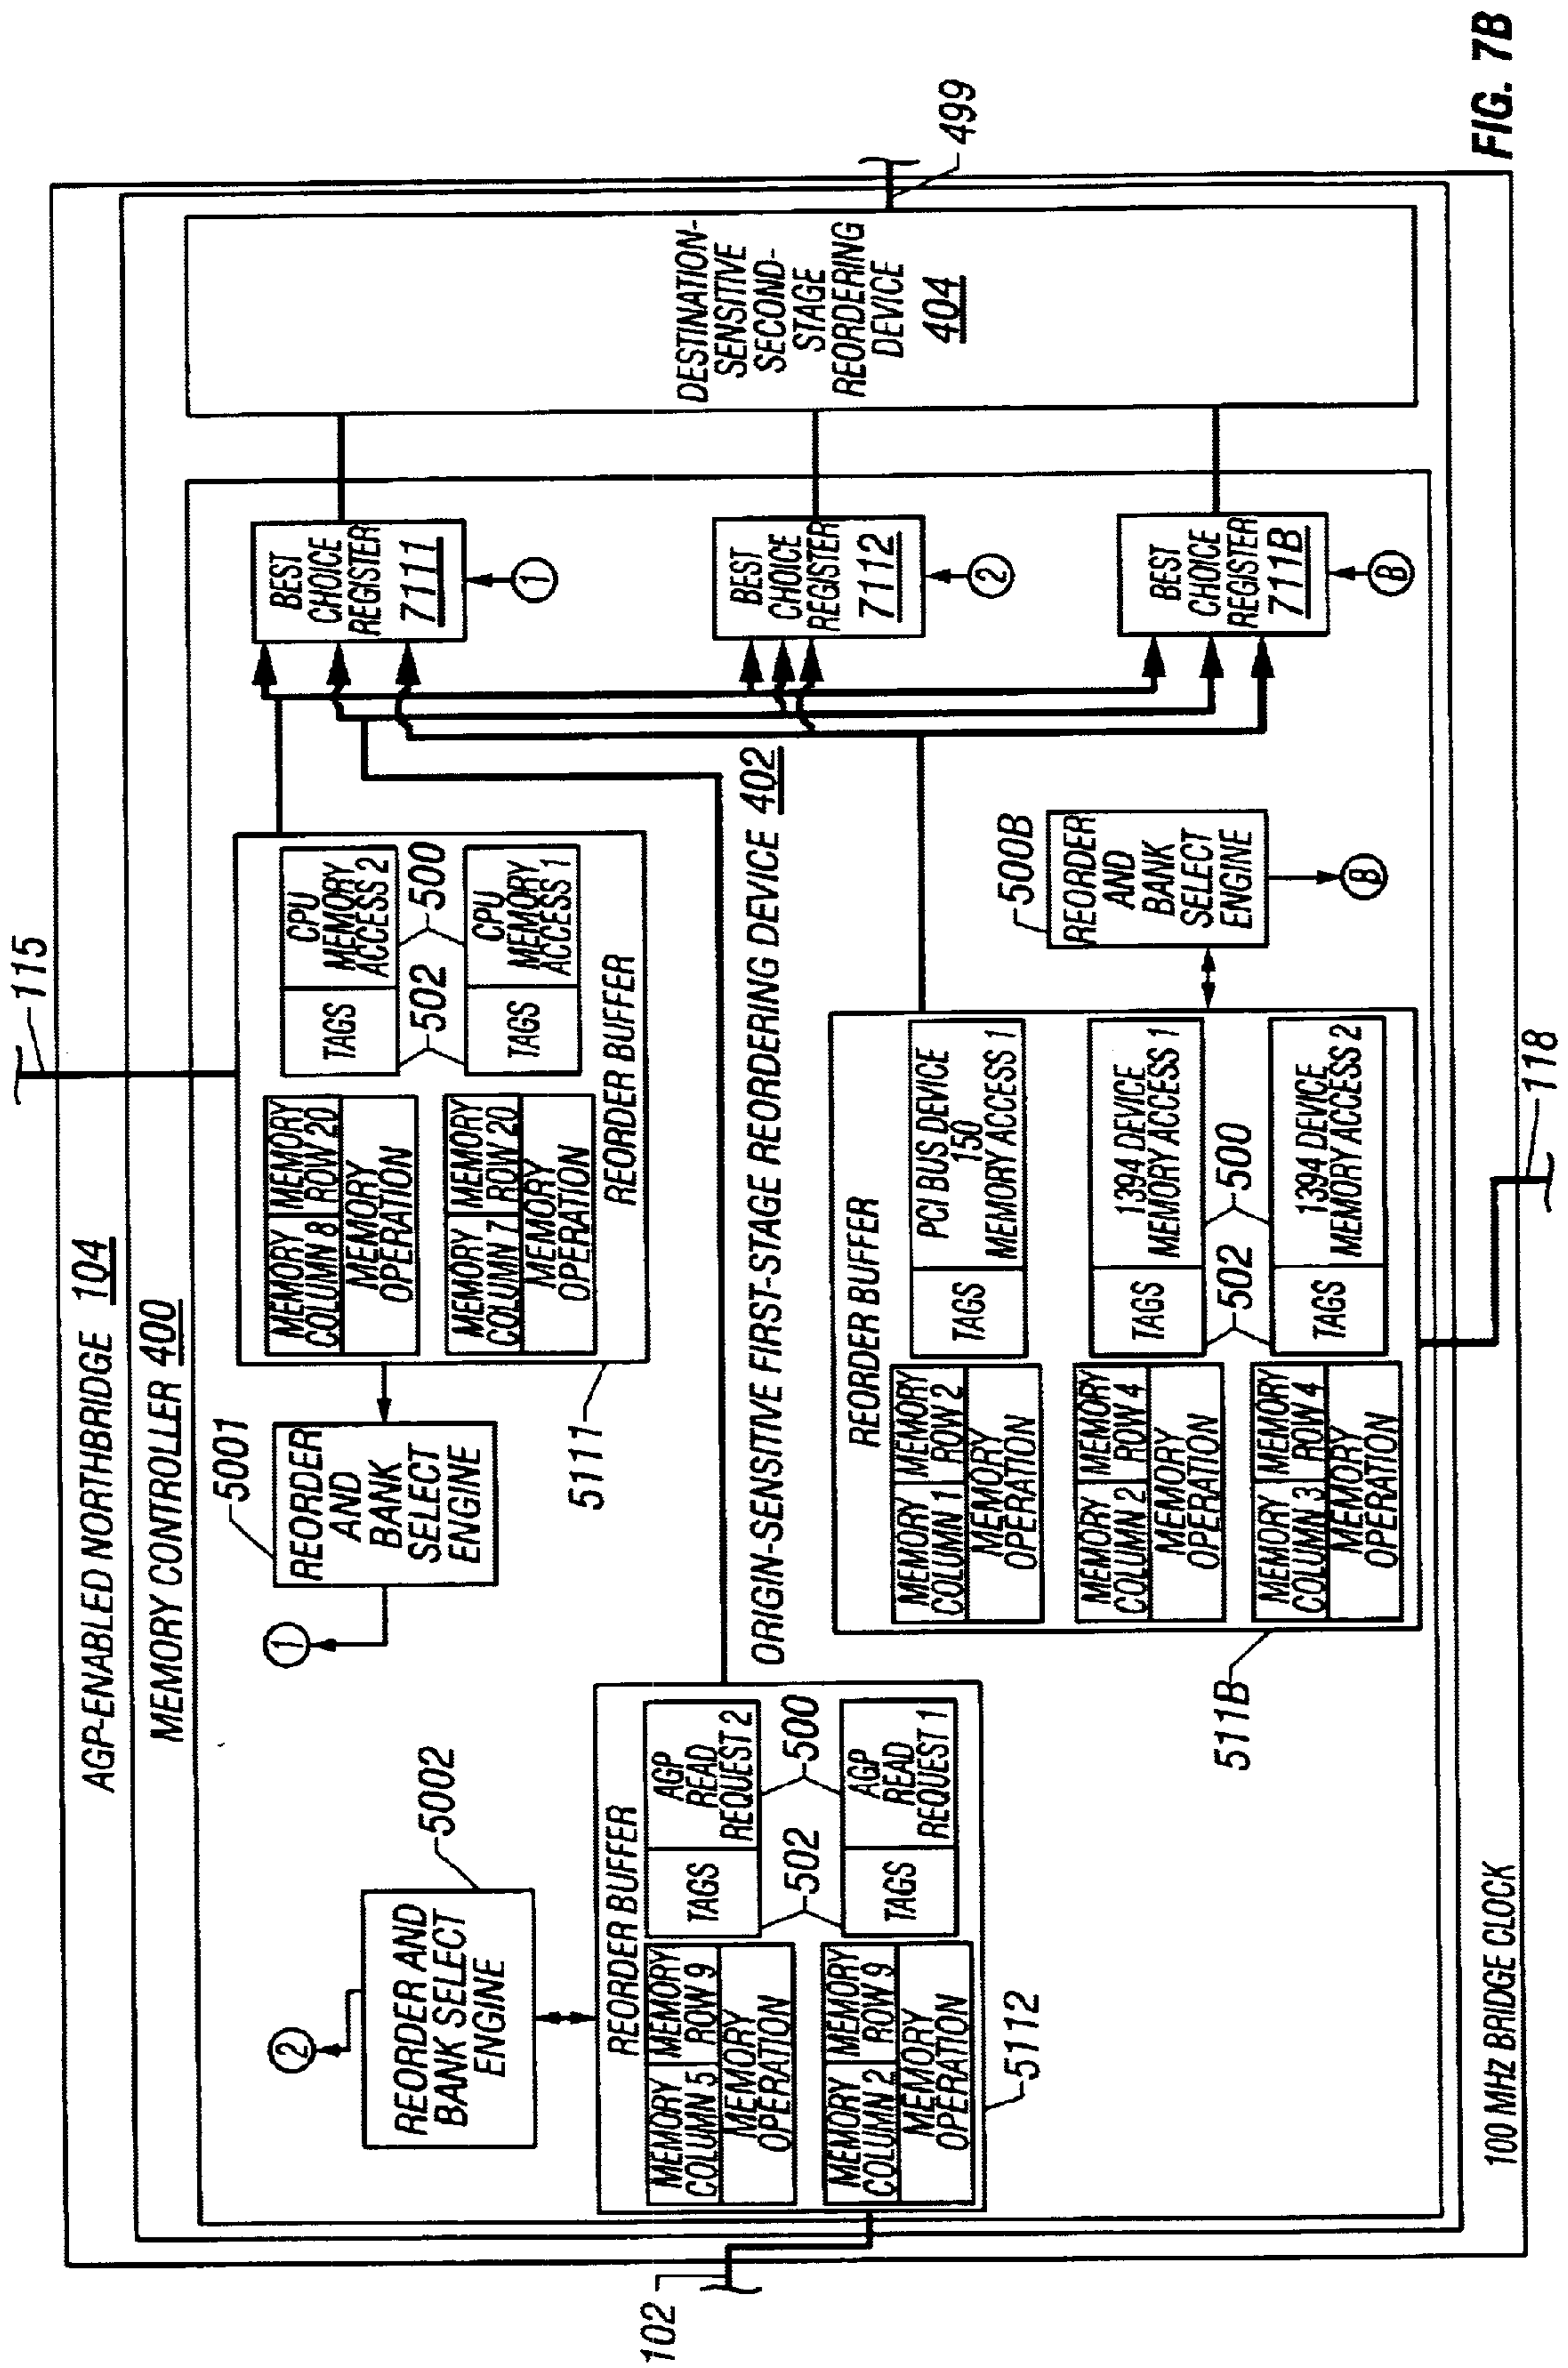 115
AGP-ENABLED NORTHBRIDGE 104
MEMORY CONTROLLER 400
5001
REORDER
AND
BANK
SELECT
ENGINE
1
MEMORY COLUMN 8
MEMORY ROW 20
MEMORY OPERATION
TAGS
CPU
MEMORY
ACCESS 2
502
500
MEMORY COLUMN 7
MEMORY ROW 20
MEMORY OPERATION
TAGS
CPU
MEMORY
ACCESS 1
REORDER BUFFER
5111
BEST
CHOICE
REGISTER
7111
1
5002
REORDER AND
BANK SELECT
ENGINE
2
REORDER BUFFER
MEMORY COLUMN 5
MEMORY ROW 9
MEMORY OPERATION
TAGS
AGP
READ
REQUEST 2
502
500
MEMORY COLUMN 2
MEMORY ROW 9
MEMORY OPERATION
TAGS
AGP
READ
REQUEST 1
5112
102
ORIGIN-SENSITIVE FIRST-STAGE REORDERING DEVICE 402
BEST
CHOICE
REGISTER
7112
2
DESTINATION-
SENSITIVE
SECOND-
STAGE
REORDERING
DEVICE
404
499
REORDER BUFFER
MEMORY COLUMN 1
MEMORY ROW 2
MEMORY OPERATION
TAGS
PCI BUS DEVICE
150
MEMORY ACCESS 1
MEMORY COLUMN 2
MEMORY ROW 4
MEMORY OPERATION
TAGS
1394 DEVICE
MEMORY ACCESS 1
502
500
MEMORY COLUMN 3
MEMORY ROW 4
MEMORY OPERATION
TAGS
1394 DEVICE
MEMORY ACCESS 2
511B
500B
REORDER
AND
BANK
SELECT
ENGINE
B
BEST
CHOICE
REGISTER
711B
B
118
100 MHz BRIDGE CLOCK
FIG. 7B